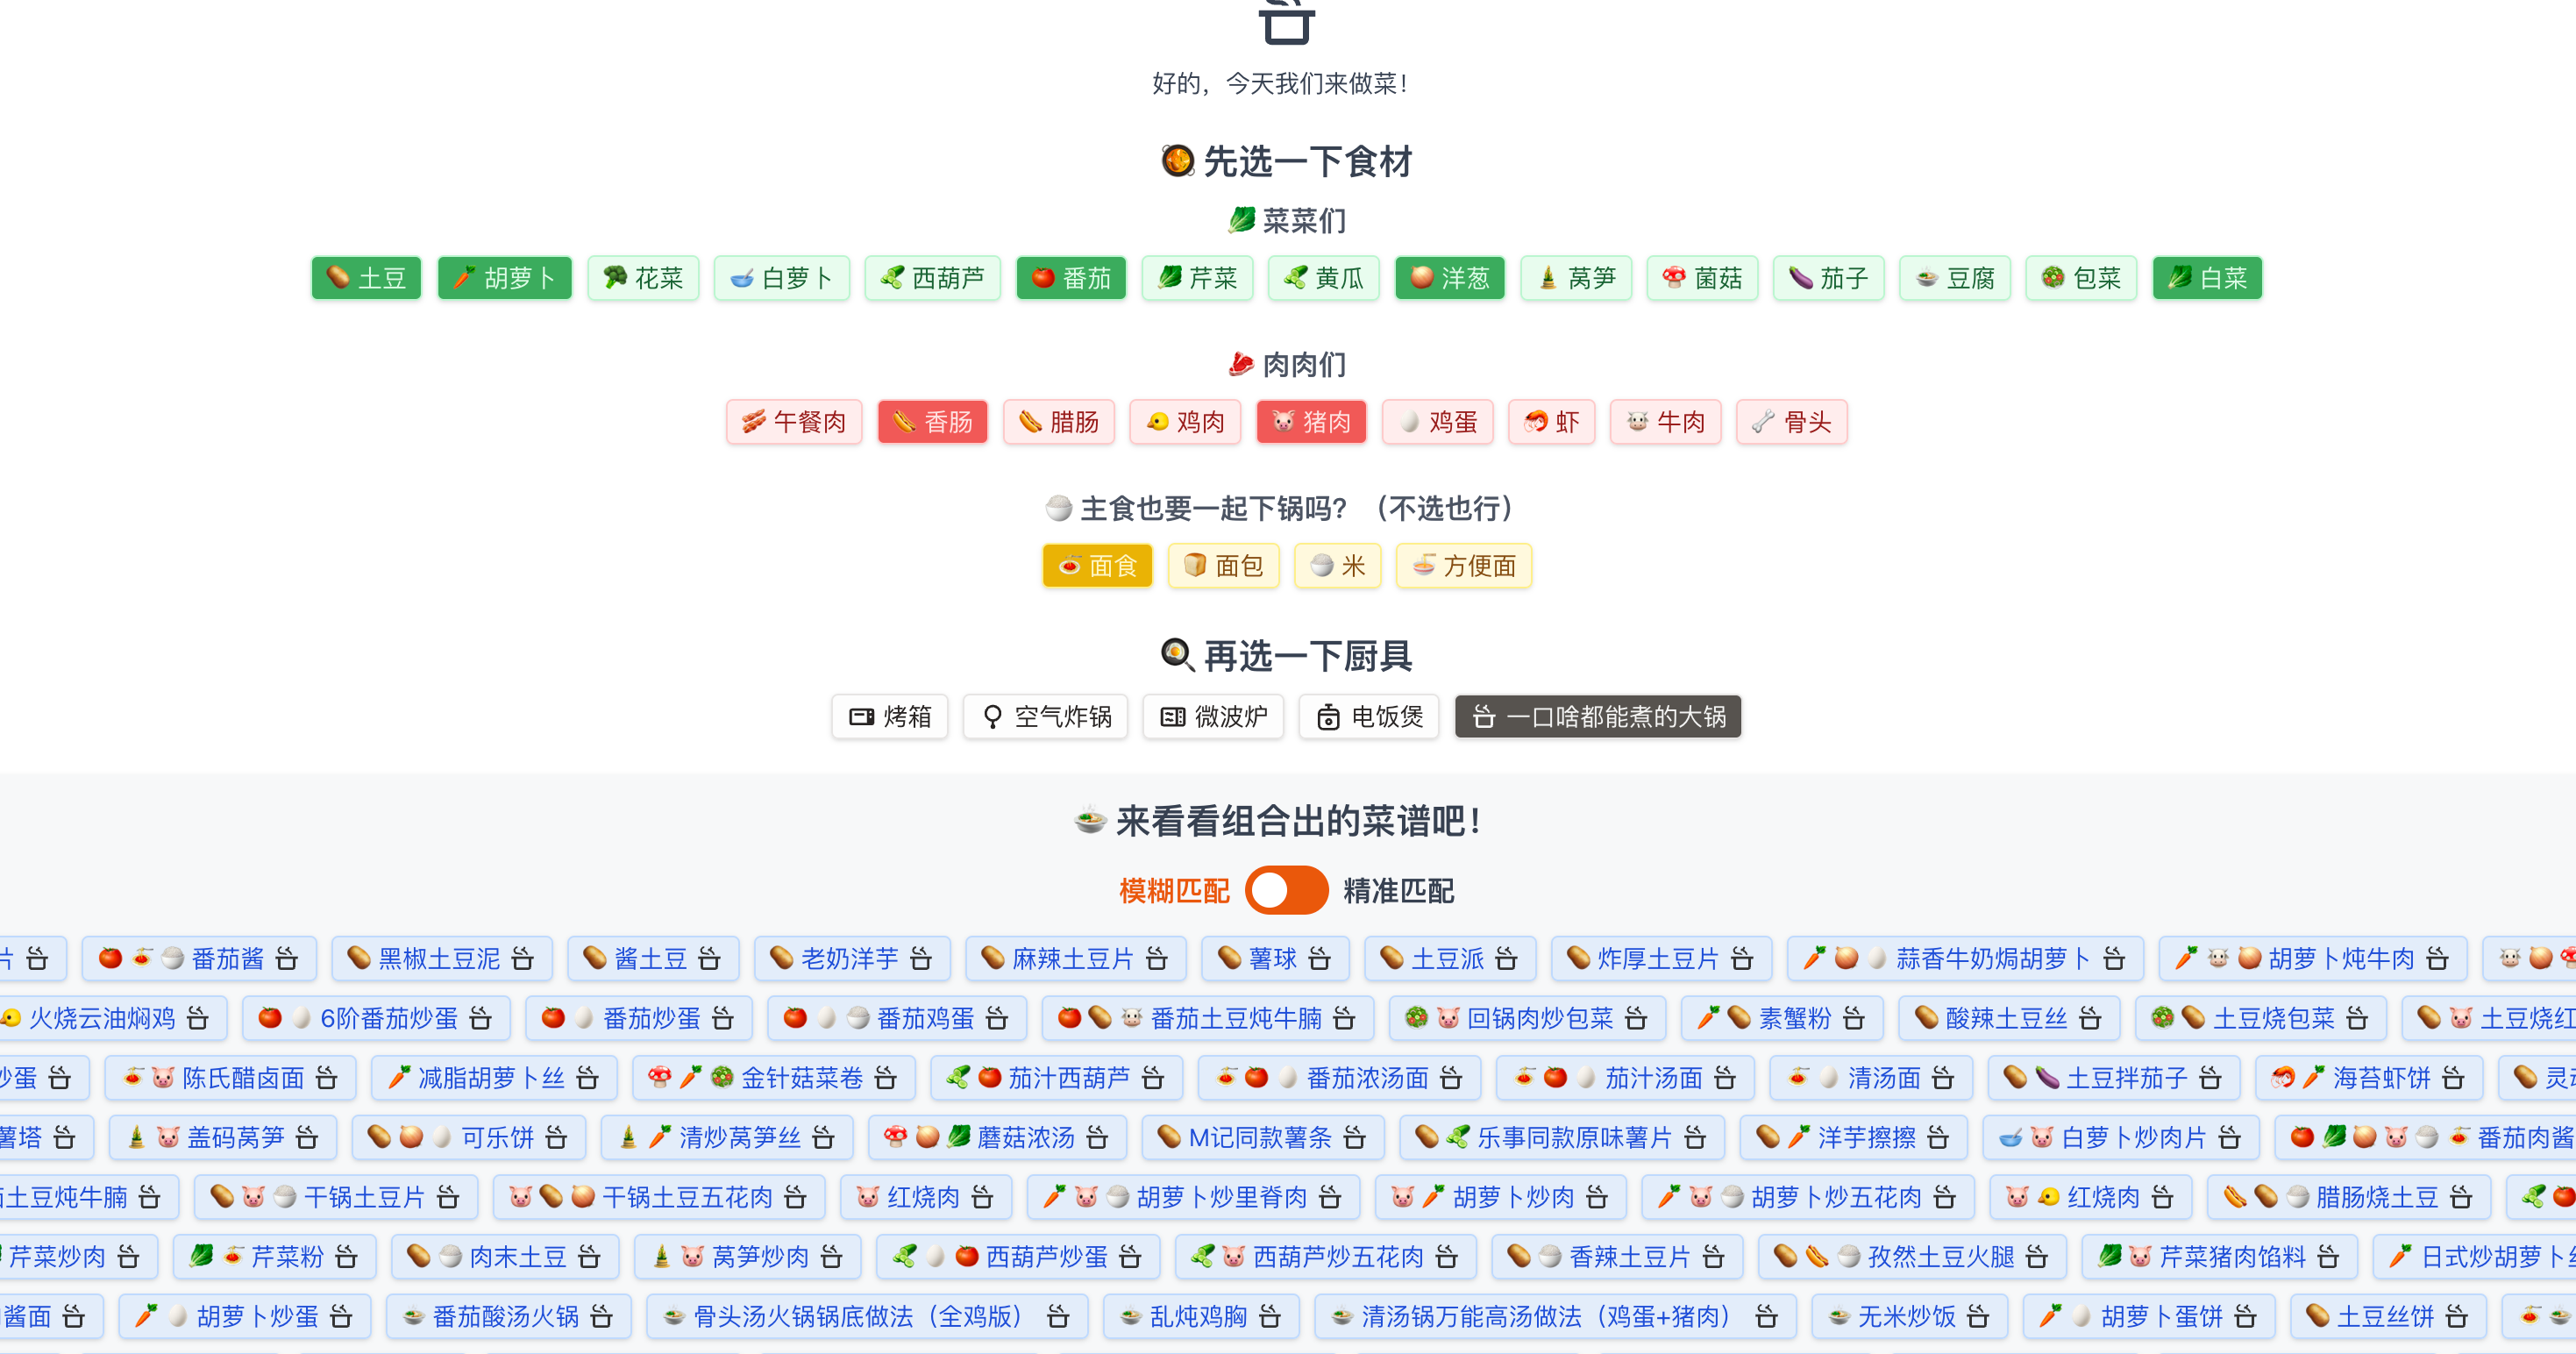 好的，今天我们来做菜！
先选一下食材
菜菜们
土豆 胡萝卜 花菜 白萝卜 西葫芦 番茄 芹菜 黄瓜 洋葱 莴笋 菌菇 茄子 豆腐 包菜 白菜
肉肉们
午餐肉 香肠 腊肠 鸡肉 猪肉 鸡蛋 虾 牛肉 骨头
主食也要一起下锅吗？（不选也行）
面食 面包 米 方便面
再选一下厨具
烤箱 空气炸锅 微波炉 电饭煲 一口啥都能煮的大锅
来看看组合出的菜谱吧！
模糊匹配 精准匹配
片 番茄酱 黑椒土豆泥 酱土豆 老奶洋芋 麻辣土豆片 薯球 土豆派 炸厚土豆片 蒜香牛奶焗胡萝卜 胡萝卜炖牛肉
火烧云油焖鸡 6阶番茄炒蛋 番茄炒蛋 番茄鸡蛋 番茄土豆炖牛腩 回锅肉炒包菜 素蟹粉 酸辣土豆丝 土豆烧包菜 土豆烧红
炒蛋 陈氏醋卤面 减脂胡萝卜丝 金针菇菜卷 茄汁西葫芦 番茄浓汤面 茄汁汤面 清汤面 土豆拌茄子 海苔虾饼 灵
薯塔 盖码莴笋 可乐饼 清炒莴笋丝 蘑菇浓汤 M记同款薯条 乐事同款原味薯片 洋芋擦擦 白萝卜炒肉片 番茄肉酱
土豆炖牛腩 干锅土豆片 干锅土豆五花肉 红烧肉 胡萝卜炒里脊肉 胡萝卜炒肉 胡萝卜炒五花肉 红烧肉 腊肠烧土豆
芹菜炒肉 芹菜粉 肉末土豆 莴笋炒肉 西葫芦炒蛋 西葫芦炒五花肉 香辣土豆片 孜然土豆火腿 芹菜猪肉馅料 日式炒胡萝卜丝
酱面 胡萝卜炒蛋 番茄酸汤火锅 骨头汤火锅锅底做法（全鸡版） 乱炖鸡胸 清汤锅万能高汤做法（鸡蛋+猪肉） 无米炒饭 胡萝卜蛋饼 土豆丝饼